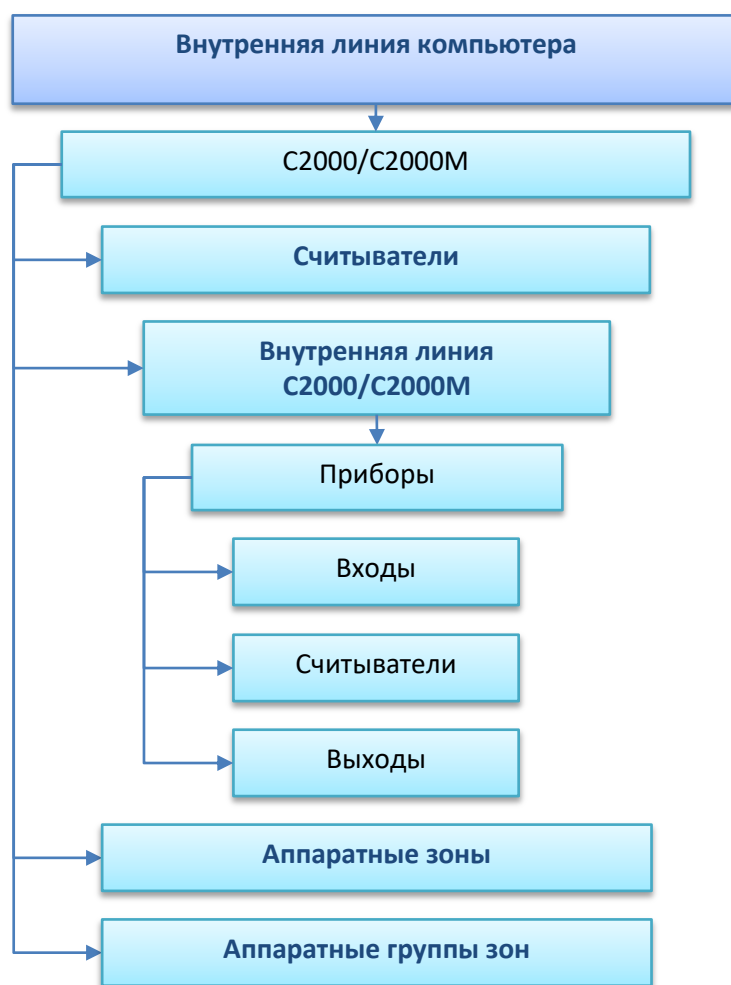 Внутренняя линия компьютера
С2000/С2000М
Считыватели
Внутренняя линия
С2000/С2000М
Приборы
Входы
Считыватели
Выходы
Аппаратные зоны
Аппаратные группы зон